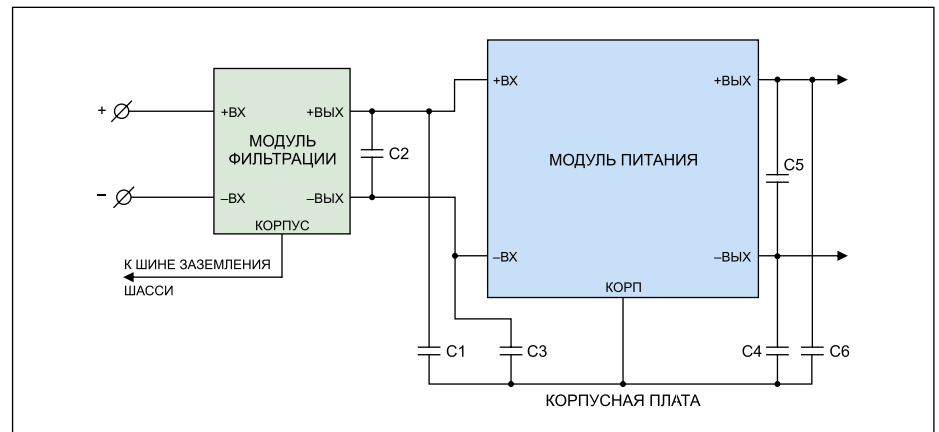 +
+ВХ
+ВЫХ
МОДУЛЬ
ФИЛЬТРАЦИИ
–
–ВХ
–ВЫХ
КОРПУС
К ШИНЕ ЗАЗЕМЛЕНИЯ
ШАССИ
C2
+ВХ
+ВЫХ
МОДУЛЬ ПИТАНИЯ
C5
–ВХ
–ВЫХ
КОРП
C1
C3
C4
C6
КОРПУСНАЯ ПЛАТА